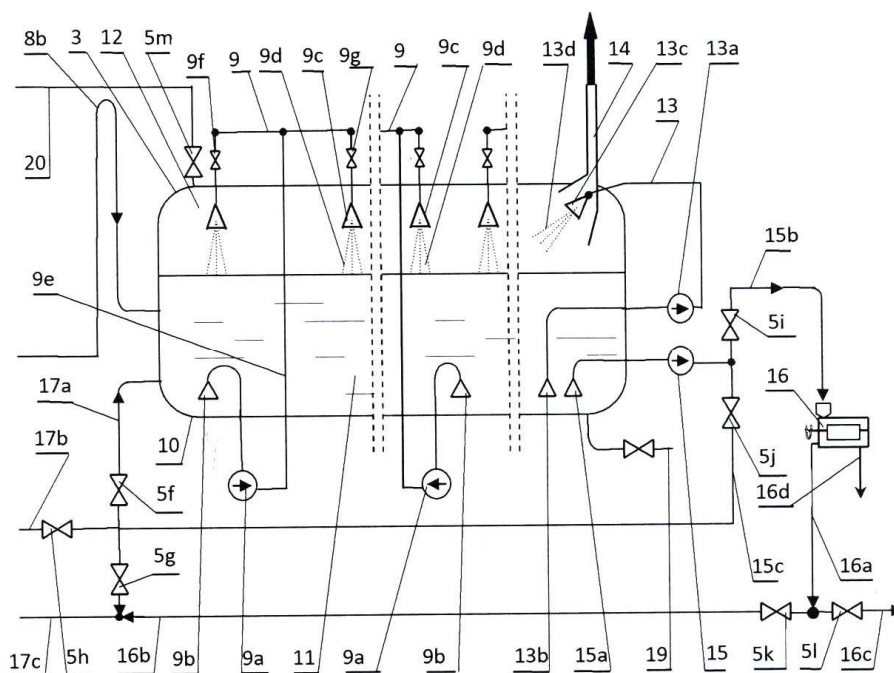 8b 3 12 5m 9f 9 9d 9c 9g 9 9c 9d 13d 14 13c 13a
13
20
15b
9e
5i
17a
16
17b
10
5j
5f
16d
5g
15c
16a
17c 5h 16b 9b 9a 11 9a 9b 13b 15a 19 15 5k 5l 16c